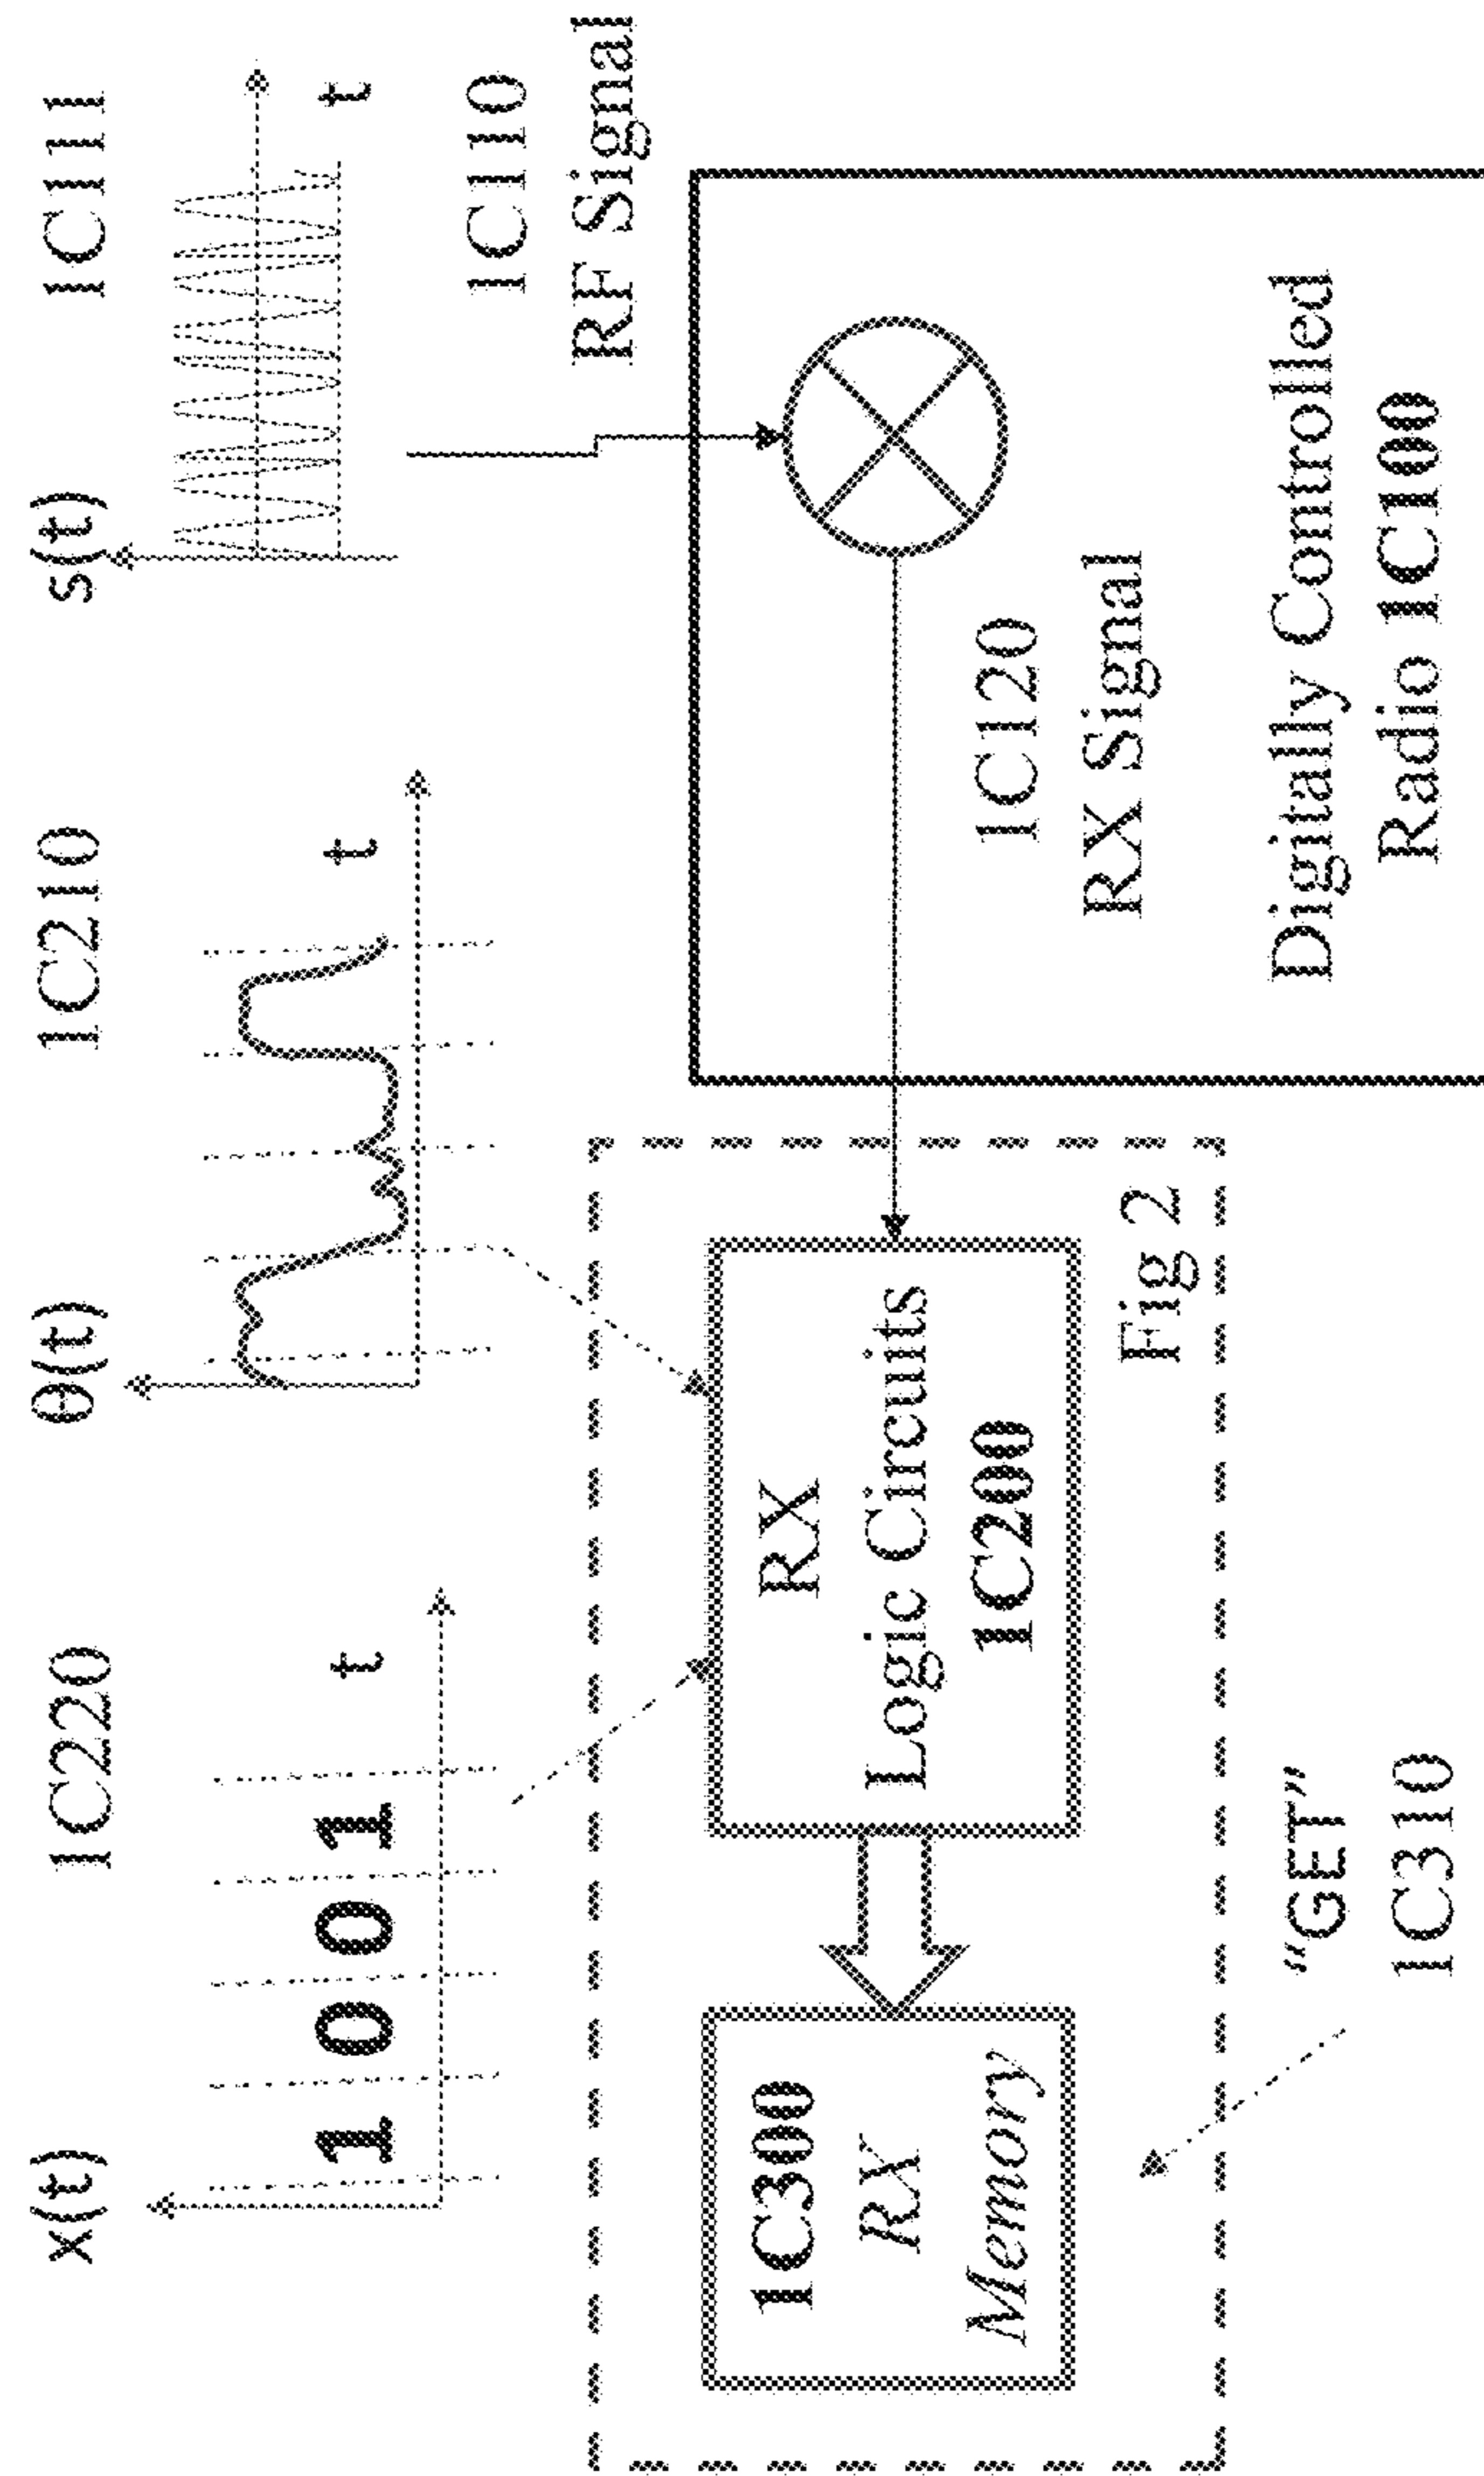 x(t)
1C220
1 0 0 1
t
θ(t)
1C210
t
s(t)
1C111
t
1C110
RF Signal
1C300
RX
Memory
RX
Logic Circuits
1C200
Fig 2
1C120
RX Signal
Digitally Controlled
Radio 1C100
"GET"
1C310